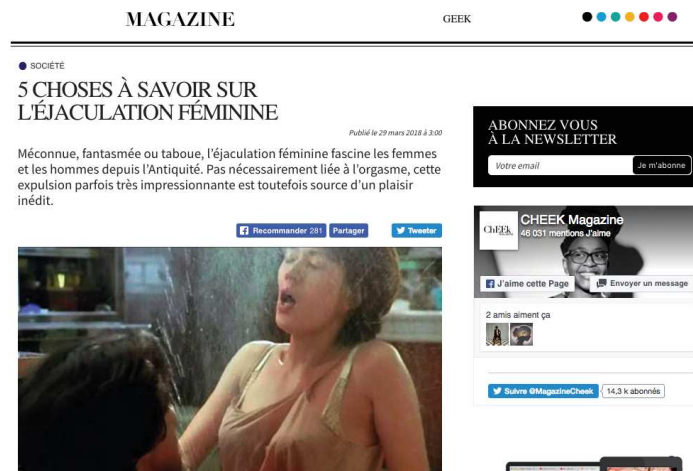 MAGAZINE
GEEK
SOCIÉTÉ
5 CHOSES À SAVOIR SUR
L'ÉJACULATION FÉMININE
Publié le 29 mars 2018 à 3:00
Méconnue, fantasmée ou taboue, l'éjaculation féminine fascine les femmes
et les hommes depuis l'Antiquité. Pas nécessairement liée à l'orgasme, cette
expulsion parfois très impressionnante est toutefois source d'un plaisir
inédit.
Recommander 281 Partager
Tweeter
ABONNEZ VOUS
À LA NEWSLETTER
Votre email
Je m'abonne
ChEEk
CHEEK Magazine
46 031 mentions J'aime
J'aime cette Page
Envoyer un message
2 amis aiment ça
Suivre @MagazineCheek
14,3 k abonnés